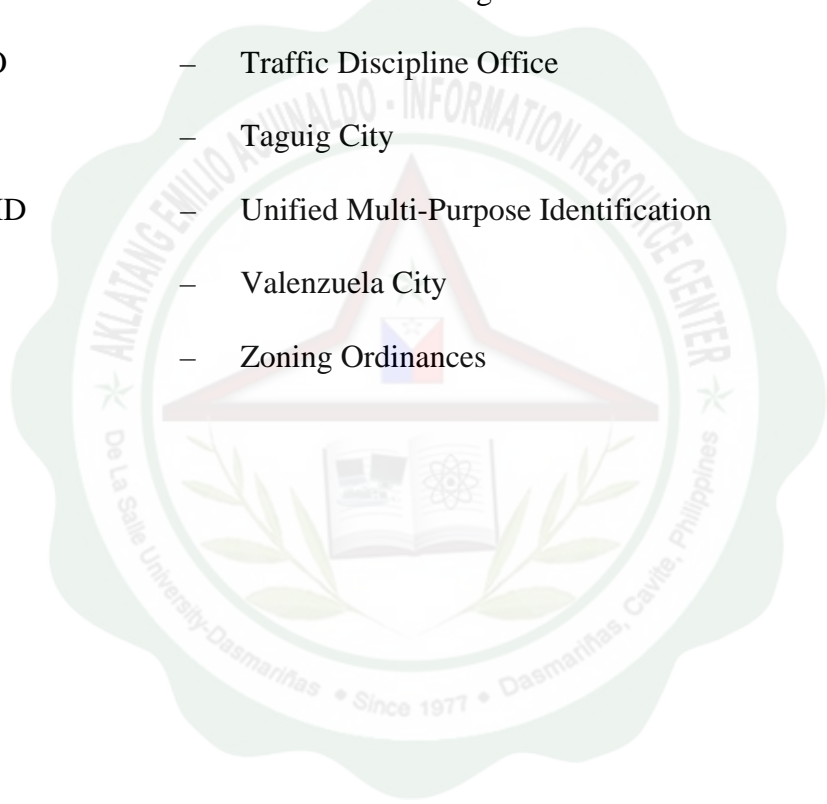 – Traffic Discipline Office
– Taguig City
– Unified Multi-Purpose Identification
– Valenzuela City
– Zoning Ordinances
AKLATANG EMILIO AGUINALDO - INFORMATION RESOURCE CENTER
De La Salle University-Dasmariñas • Since 1977 • Dasmariñas, Cavite, Philippines